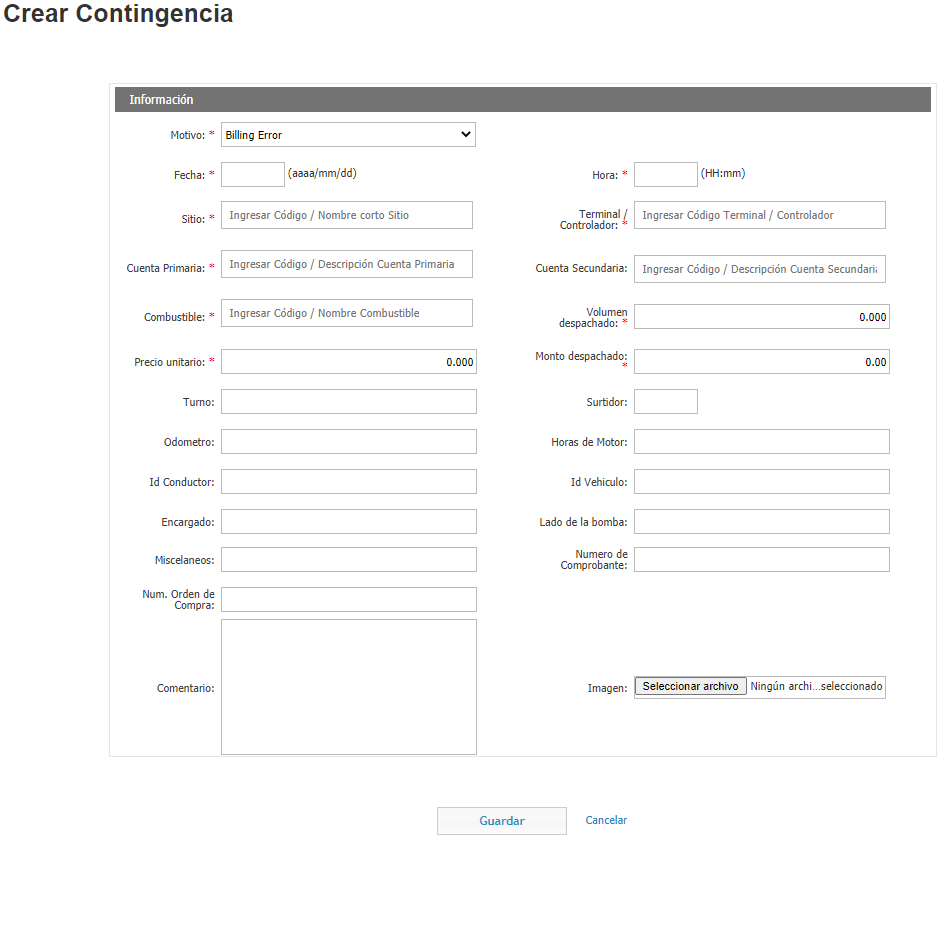 Crear Contingencia
Información
Motivo: * Billing Error
Fecha: * (aaaa/mm/dd) Hora: * (HH:mm)
Sitio: * Ingresar Código / Nombre corto Sitio
Terminal /
Controlador: * Ingresar Código Terminal / Controlador
Cuenta Primaria: * Ingresar Código / Descripción Cuenta Primaria
Cuenta Secundaria: Ingresar Código / Descripción Cuenta Secundaria
Combustible: * Ingresar Código / Nombre Combustible
Volumen
despachado: * 0.000
Precio unitario: * 0.000
Monto despachado:
* 0.00
Turno: Surtidor:
Odometro: Horas de Motor:
Id Conductor: Id Vehiculo:
Encargado: Lado de la bomba:
Miscelaneos:
Numero de
Comprobante:
Num. Orden de
Compra:
Comentario: Imagen: Seleccionar archivo Ningún archi...seleccionado
Guardar Cancelar